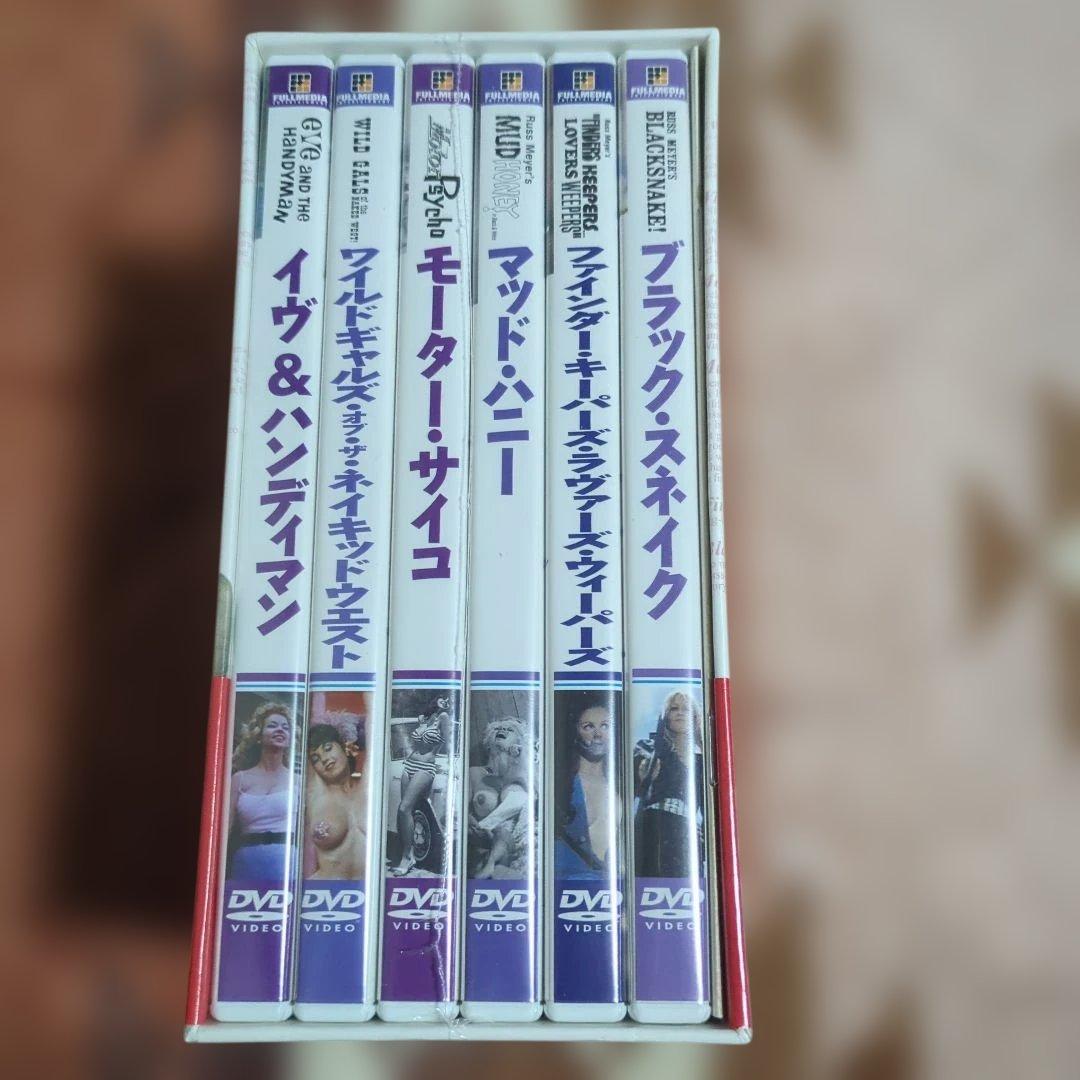 FULLMEDIA
ENTERTAINMENT
eve AND THE
HANDYMAN
イヴ&ハンディマン
DVD
VIDEO
FULLMEDIA
ENTERTAINMENT
WILD GALS of the
NAKED WEST!
ワイルドギャルズ・オブ・ザ・ネイキッドウエスト
DVD
VIDEO
FULLMEDIA
ENTERTAINMENT
Motor Psycho
モーター・サイコ
DVD
VIDEO
FULLMEDIA
ENTERTAINMENT
Russ Meyer's
MUD HONEY
マッド・ハニー
DVD
VIDEO
FULLMEDIA
ENTERTAINMENT
Russ Meyer's
FINDERS KEEPERS
LOVERS WEEPERS
ファインダー・キーパーズ・ラヴァーズ・ウィーパーズ
DVD
VIDEO
FULLMEDIA
ENTERTAINMENT
RUSS MEYER'S
BLACKSNAKE!
ブラック・スネイク
DVD
VIDEO